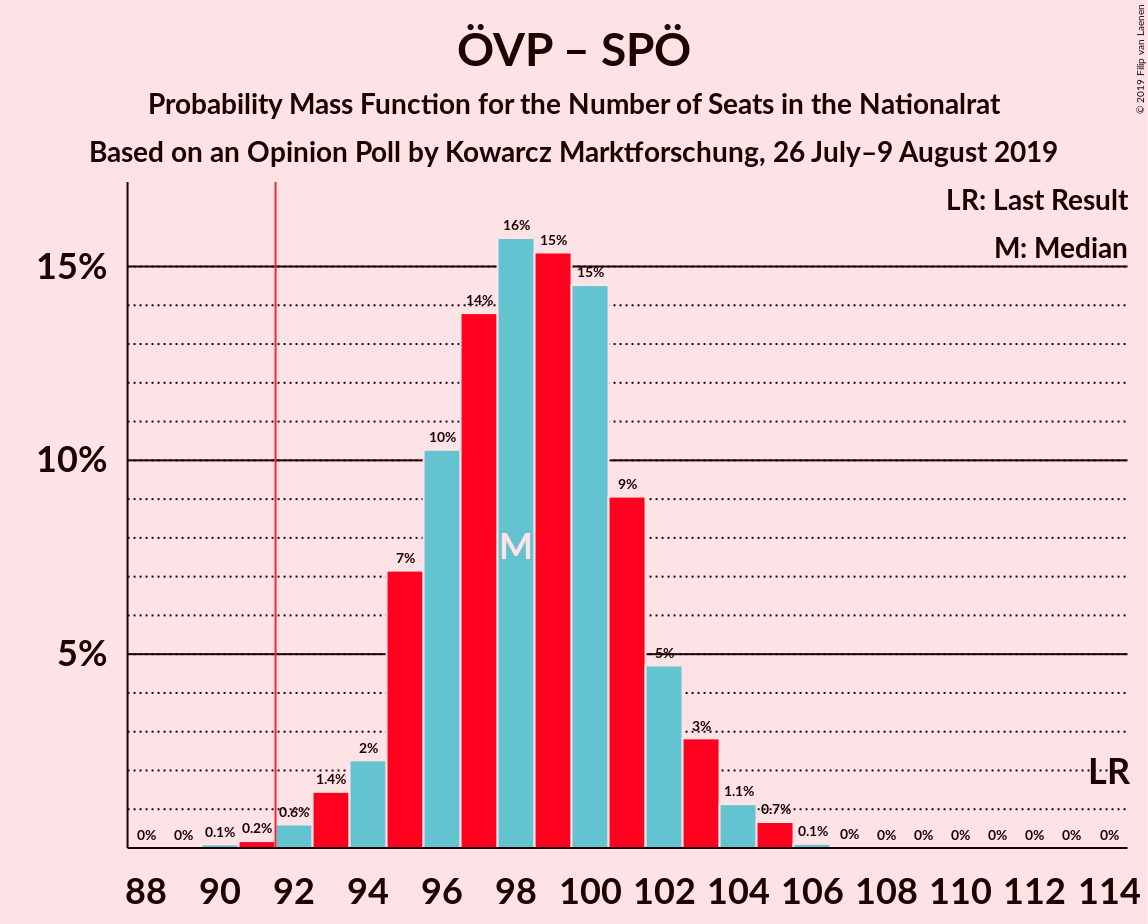 ÖVP – SPÖ
Probability Mass Function for the Number of Seats in the Nationalrat
Based on an Opinion Poll by Kowarcz Marktforschung, 26 July–9 August 2019
© 2019 Filip van Laenen
LR: Last Result
M: Median
15%
10%
5%
0% 0% 0.1% 0.2% 0.6% 1.4% 2% 7% 10% 14% 16% 15% 15% 9% 5% 3% 1.1% 0.7% 0.1% 0% 0% 0% 0% 0% 0% 0% 0%
M
LR
88 90 92 94 96 98 100 102 104 106 108 110 112 114